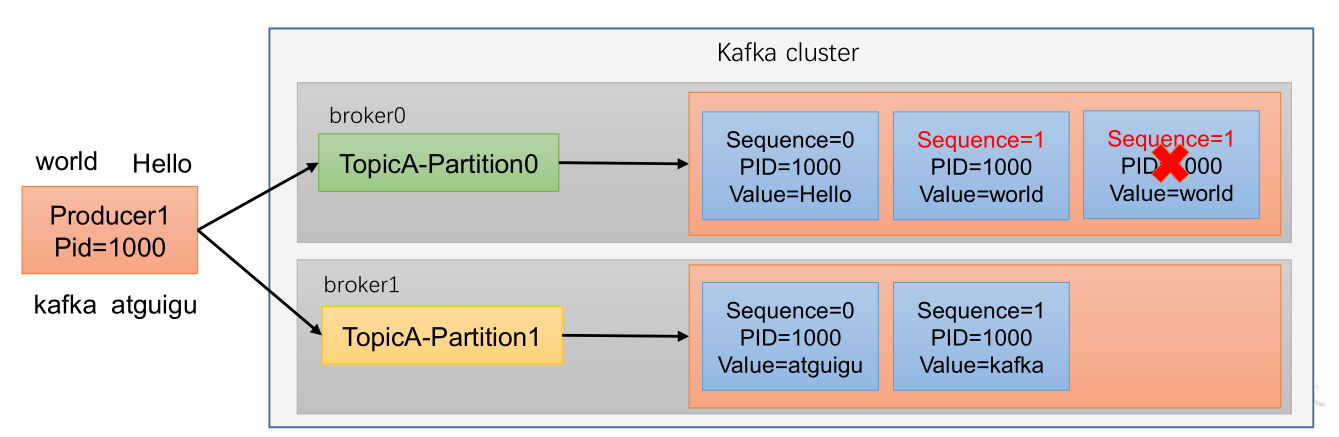 Kafka cluster
world Hello
Producer1
Pid=1000
kafka atguigu
broker0
TopicA-Partition0
Sequence=0
PID=1000
Value=Hello
Sequence=1
PID=1000
Value=world
Sequence=1
PID=1000
Value=world
broker1
TopicA-Partition1
Sequence=0
PID=1000
Value=atguigu
Sequence=1
PID=1000
Value=kafka